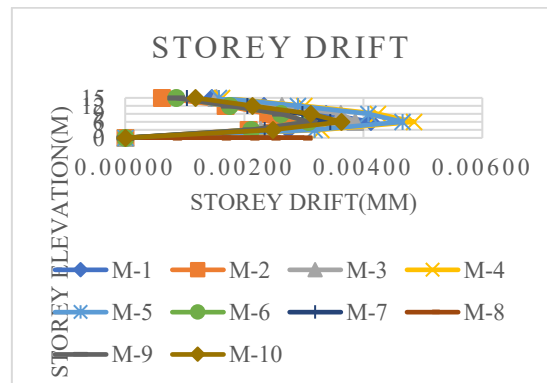 STOREY DRIFT
15
12
0
0.00000 0.00200 0.00400 0.00600
STOREY DRIFT(MM)
STOREY ELEVATION(M)
M-1 M-2 M-3 M-4
M-5 M-6 M-7 M-8
M-9 M-10